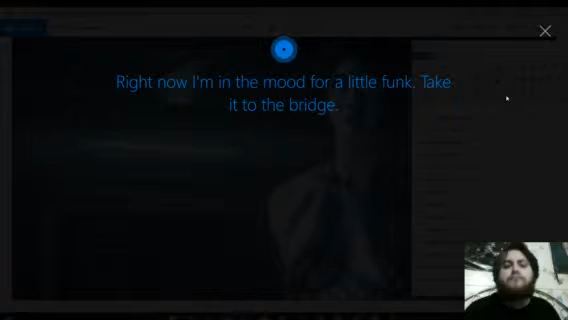 Right now I'm in the mood for a little funk. Take
it to the bridge.